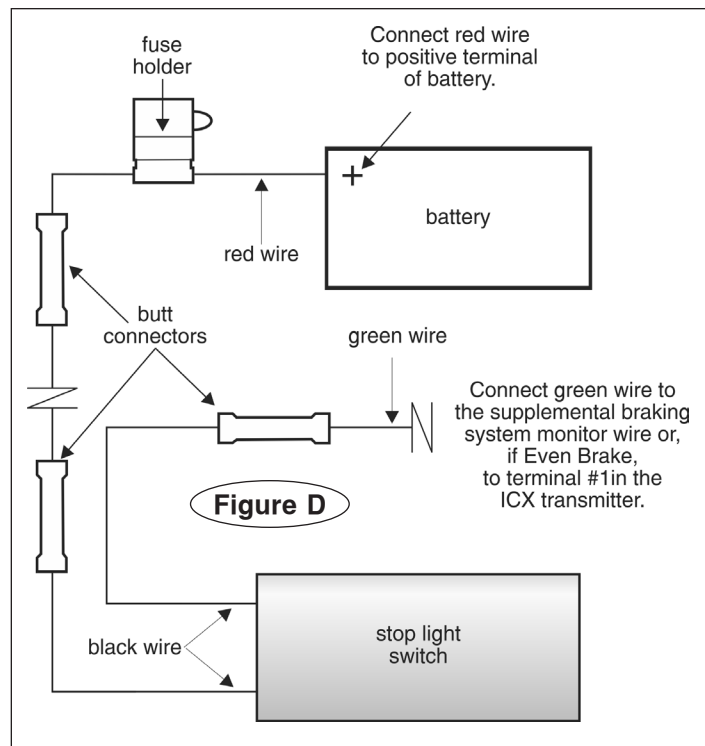 fuse
holder
Connect red wire
to positive terminal
of battery.
+
battery
red wire
butt
connectors
green wire
Connect green wire to
the supplemental braking
system monitor wire or,
if Even Brake,
to terminal #1in the
ICX transmitter.
Figure D
black wire
stop light
switch